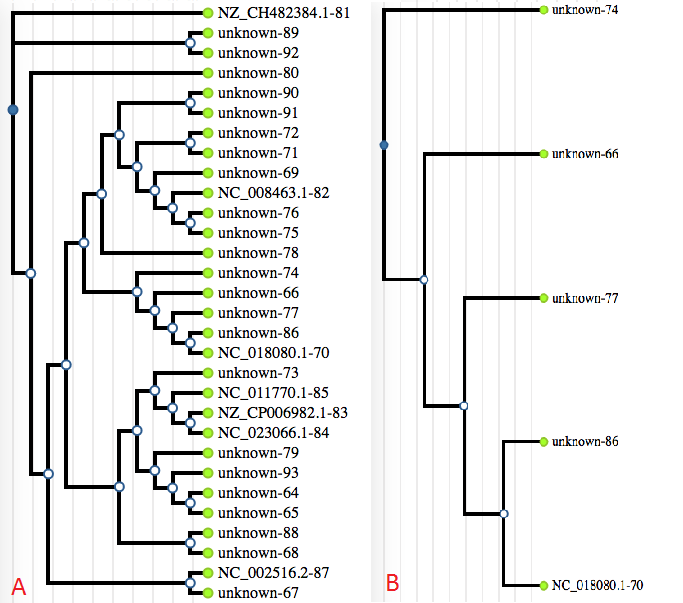 NZ_CH482384.1-81
unknown-89
unknown-92
unknown-80
unknown-90
unknown-91
unknown-72
unknown-71
unknown-69
NC_008463.1-82
unknown-76
unknown-75
unknown-78
unknown-74
unknown-66
unknown-77
unknown-86
NC_018080.1-70
unknown-73
NC_011770.1-85
NZ_CP006982.1-83
NC_023066.1-84
unknown-79
unknown-93
unknown-64
unknown-65
unknown-88
unknown-68
NC_002516.2-87
unknown-67
A
unknown-74
unknown-66
unknown-77
unknown-86
NC_018080.1-70
B